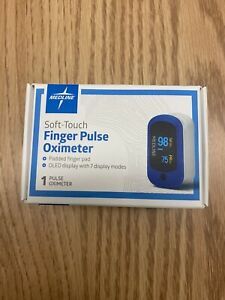 MEDLINE
Soft-Touch
Finger Pulse
Oximeter
• Padded finger pad
• OLED display with 7 display modes
1 PULSE
OXIMETER
98
75
MEDLINE